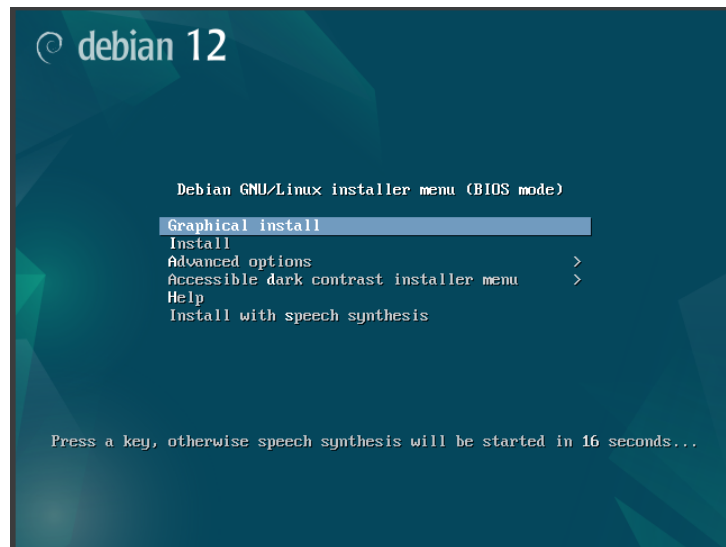 debian 12
Debian GNU/Linux installer menu (BIOS mode)
Graphical install
Install
Advanced options >
Accessible dark contrast installer menu >
Help
Install with speech synthesis
Press a key, otherwise speech synthesis will be started in 16 seconds...